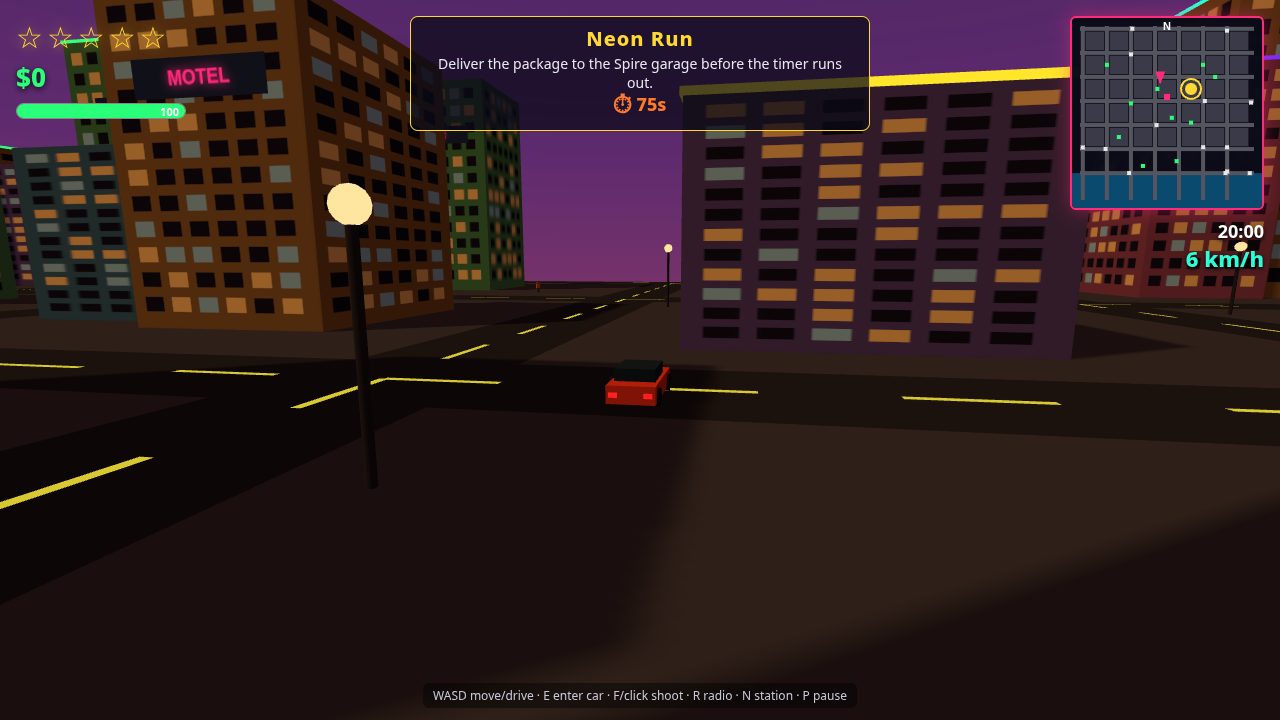 Neon Run
Deliver the package to the Spire garage before the timer runs
out.
⏱ 75s
$0
100
MOTEL
N
20:00
6 km/h
WASD move/drive · E enter car · F/click shoot · R radio · N station · P pause